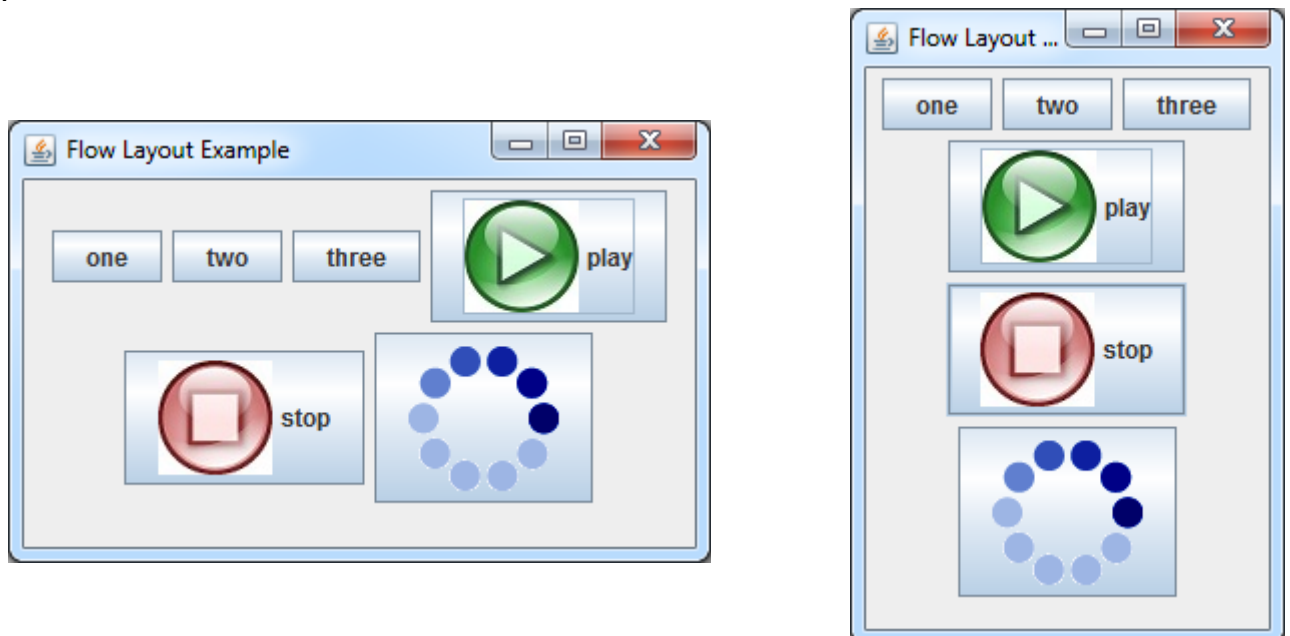 Flow Layout Example
one two three play
stop
Flow Layout ...
one two three
play
stop